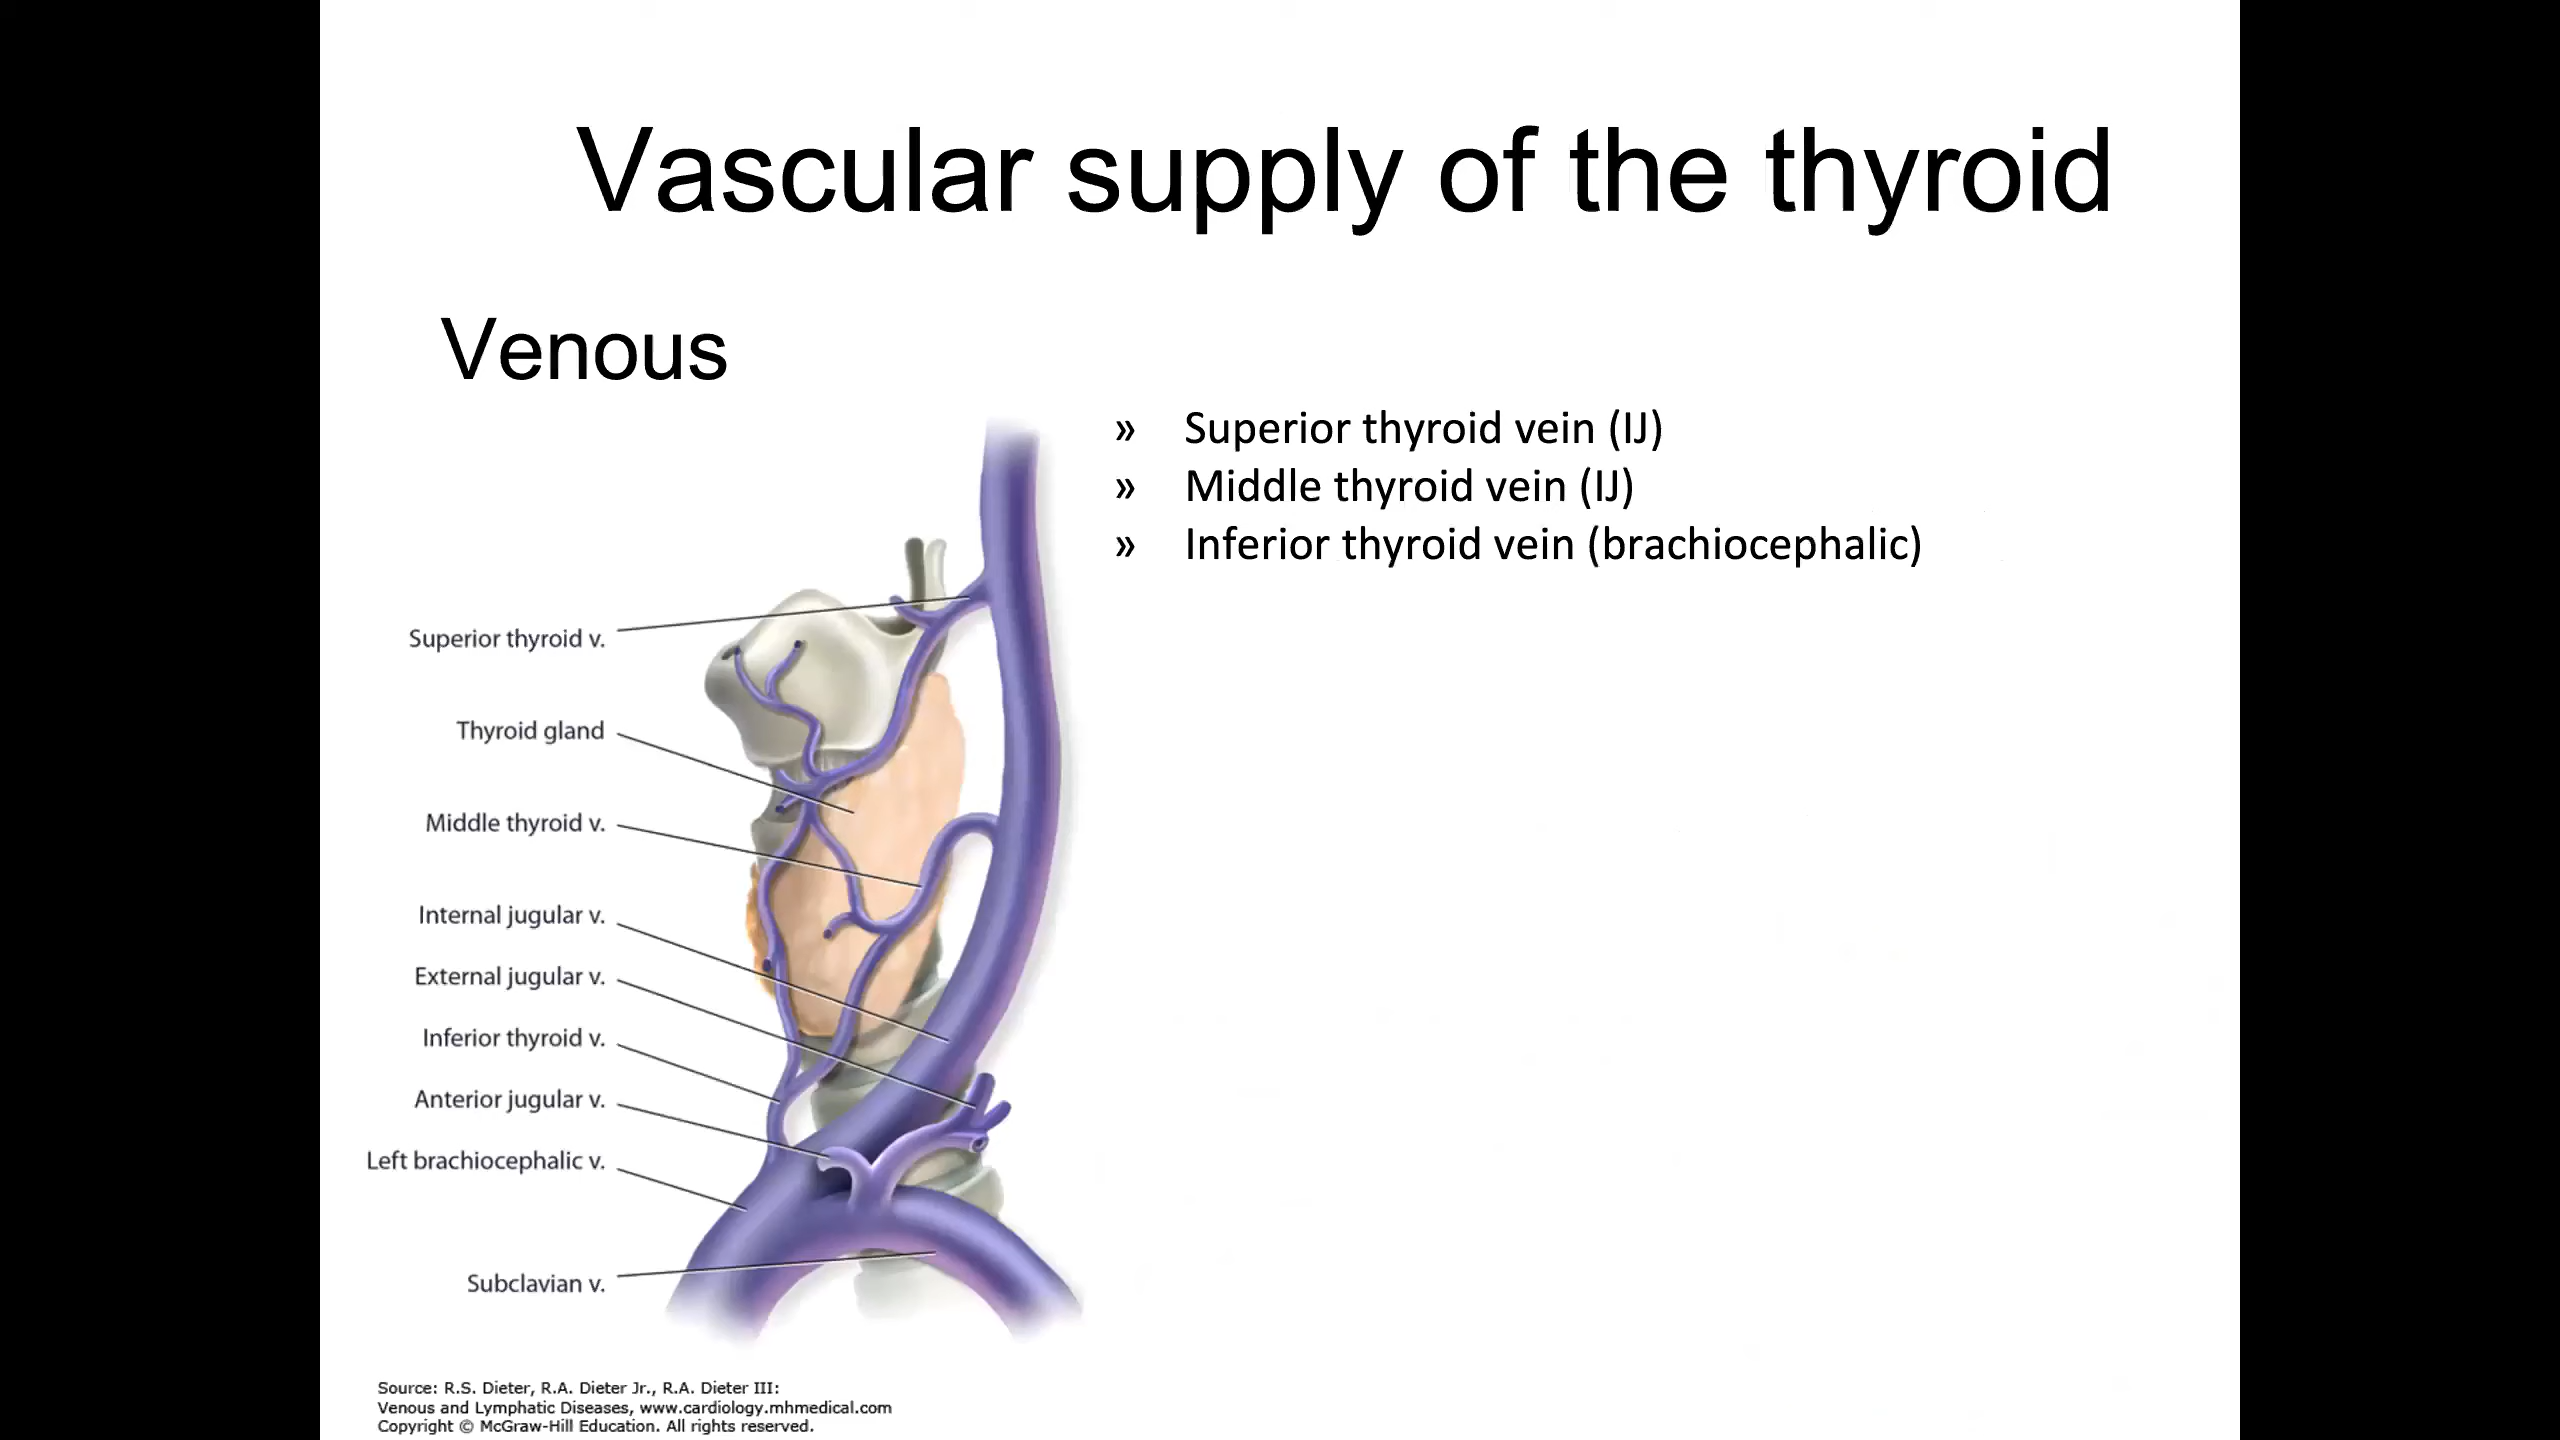 Vascular supply of the thyroid
Venous
» Superior thyroid vein (IJ)
» Middle thyroid vein (IJ)
» Inferior thyroid vein (brachiocephalic)
Superior thyroid v.
Thyroid gland
Middle thyroid v.
Internal jugular v.
External jugular v.
Inferior thyroid v.
Anterior jugular v.
Left brachiocephalic v.
Subclavian v.
Source: R.S. Dieter, R.A. Dieter Jr., R.A. Dieter III:
Venous and Lymphatic Diseases, www.cardiology.mhmedical.com
Copyright © McGraw-Hill Education. All rights reserved.